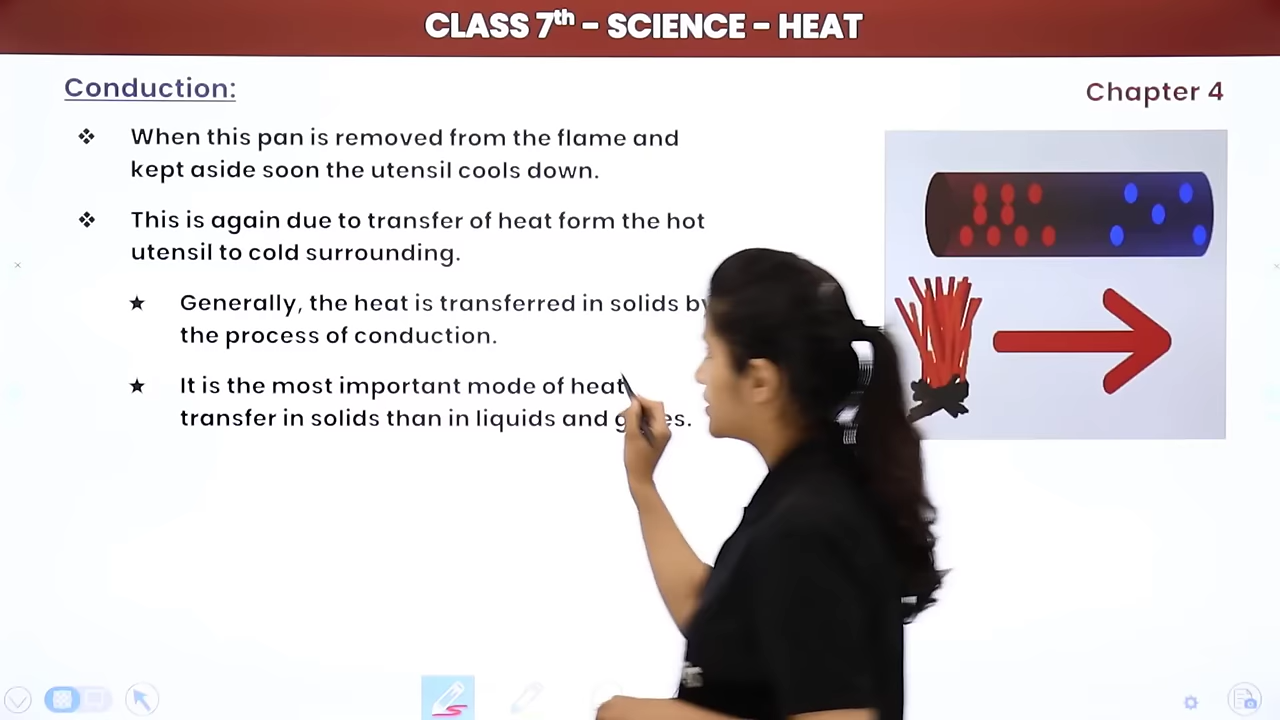 CLASS 7th - SCIENCE - HEAT
Conduction:
Chapter 4
When this pan is removed from the flame and
kept aside soon the utensil cools down.
This is again due to transfer of heat form the hot
utensil to cold surrounding.
Generally, the heat is transferred in solids by
the process of conduction.
It is the most important mode of heat
transfer in solids than in liquids and